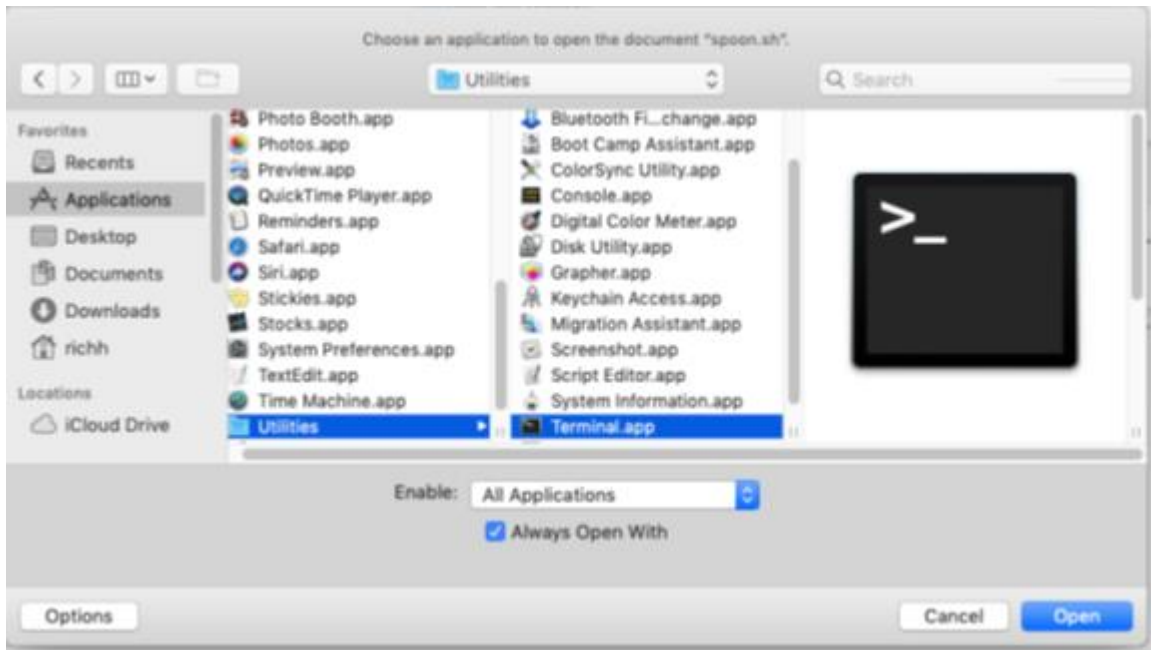 Choose an application to open the document "spoon.sh".
Utilities
Search
Favorites
Recents
Applications
Desktop
Documents
Downloads
richh
Locations
iCloud Drive
Photo Booth.app
Photos.app
Preview.app
QuickTime Player.app
Reminders.app
Safari.app
Siri.app
Stickies.app
Stocks.app
System Preferences.app
TextEdit.app
Time Machine.app
Utilities
Bluetooth Fi...change.app
Boot Camp Assistant.app
ColorSync Utility.app
Console.app
Digital Color Meter.app
Disk Utility.app
Grapher.app
Keychain Access.app
Migration Assistant.app
Screenshot.app
Script Editor.app
System Information.app
Terminal.app
>_
Enable: All Applications
Always Open With
Options Cancel Open